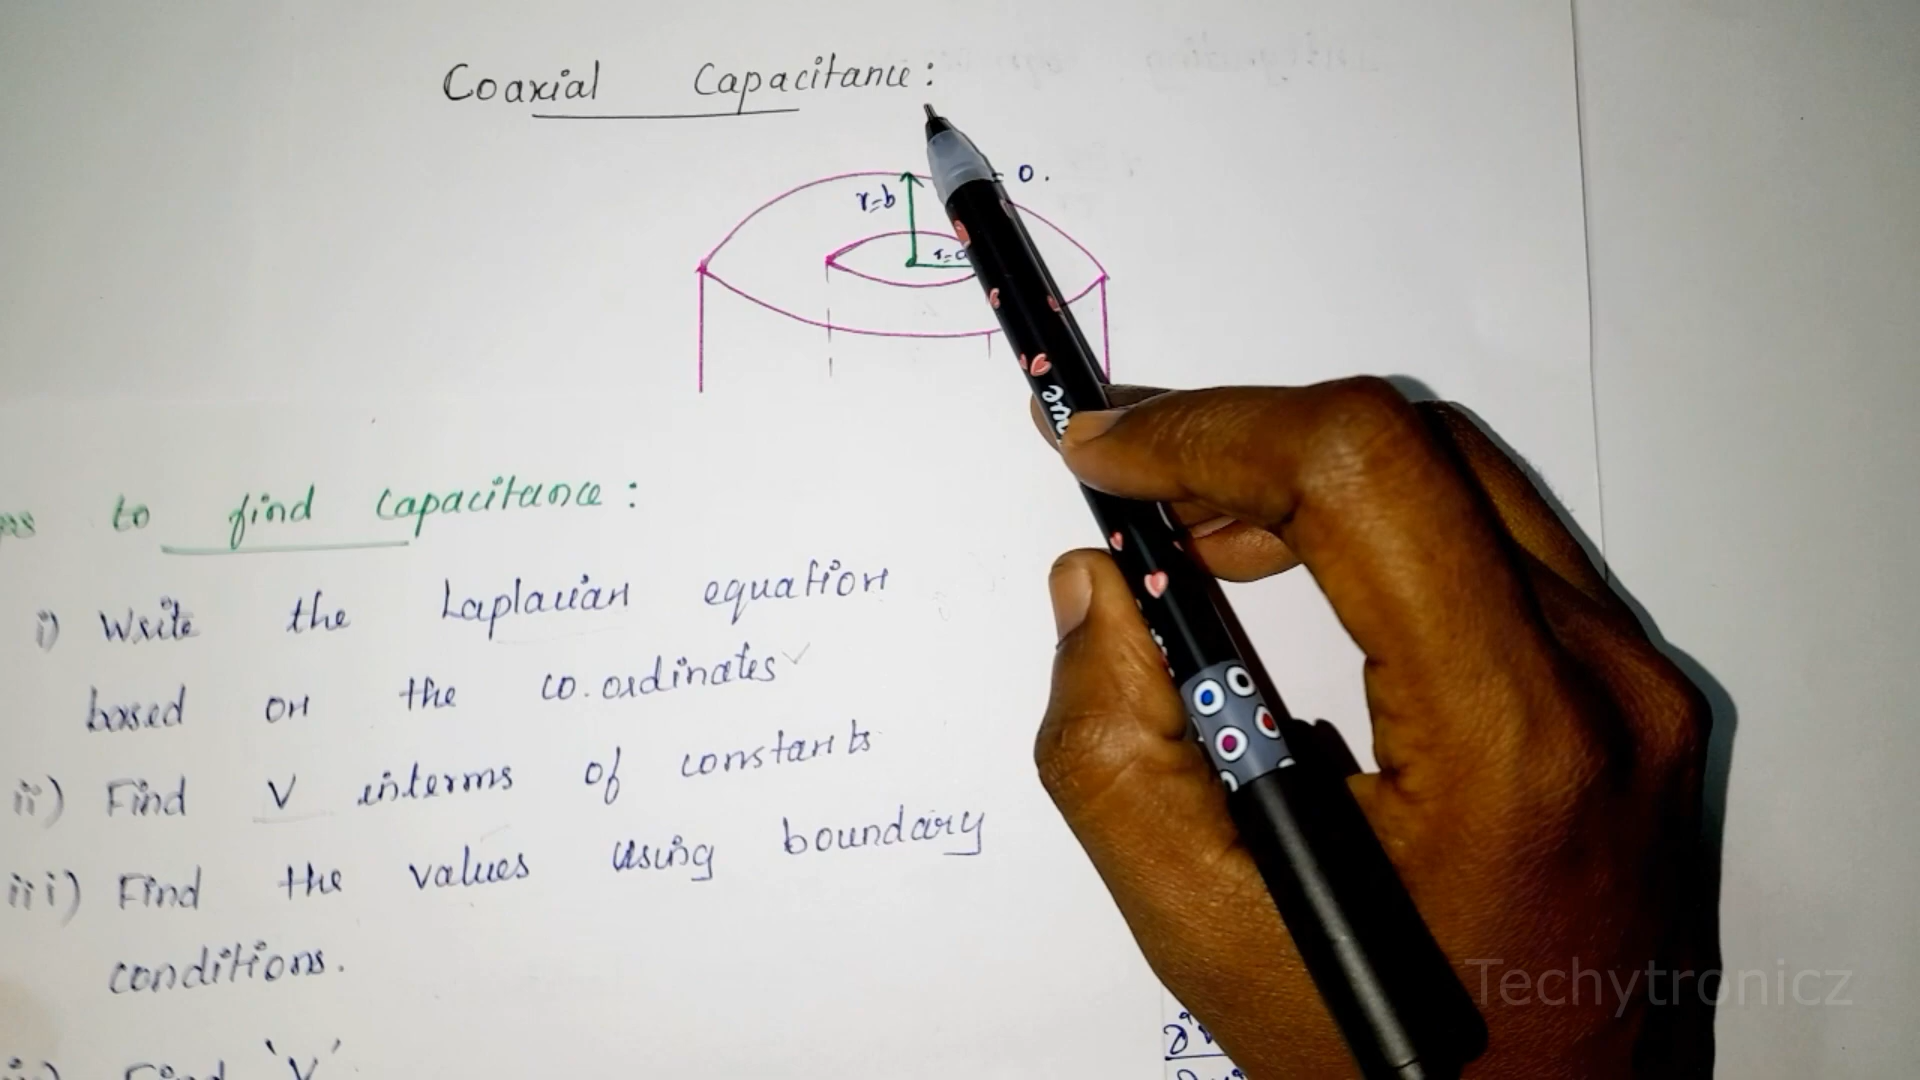 Coaxial Capacitance:
= 0.
r=b
r=a
to find capacitance:
i) Write the Laplacian equation
based on the co.ordinates
ii) Find V interms of constants
iii) Find the values using boundary
conditions.
Find 'V'
Techytronicz